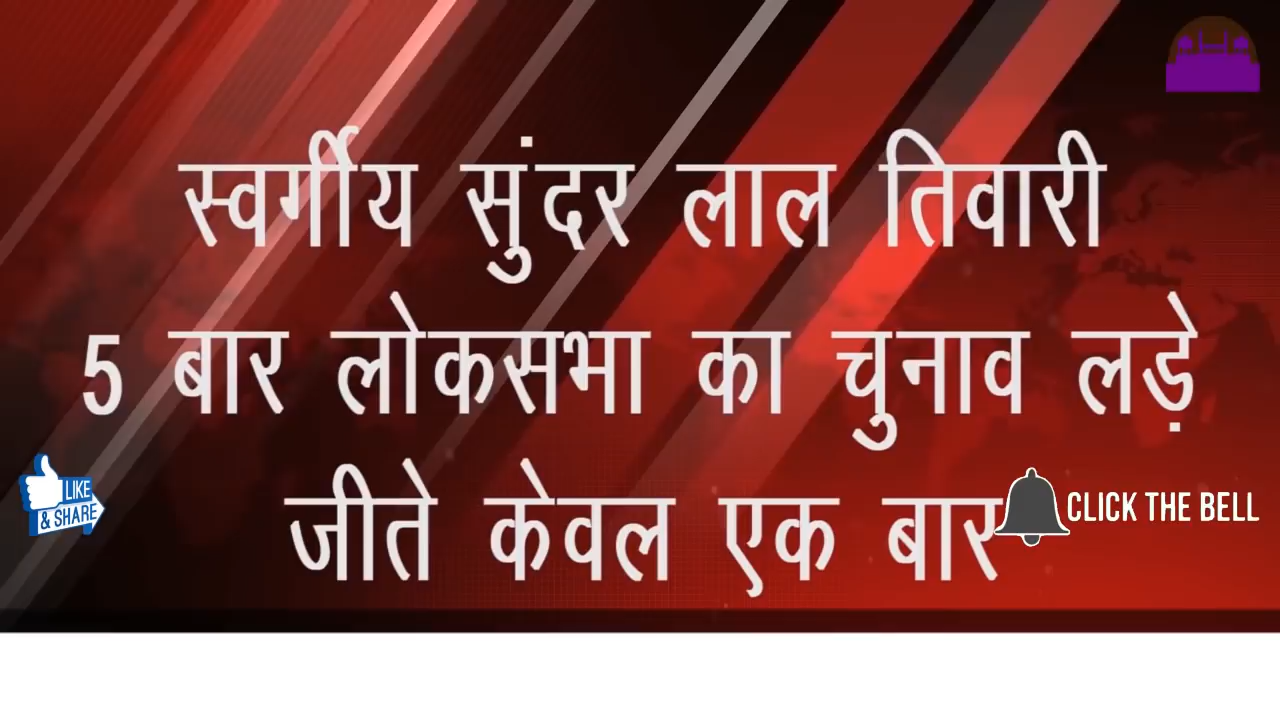 स्वर्गीय सुंदर लाल तिवारी
5 बार लोकसभा का चुनाव लड़े
जीते केवल एक बार
LIKE
& SHARE
CLICK THE BELL